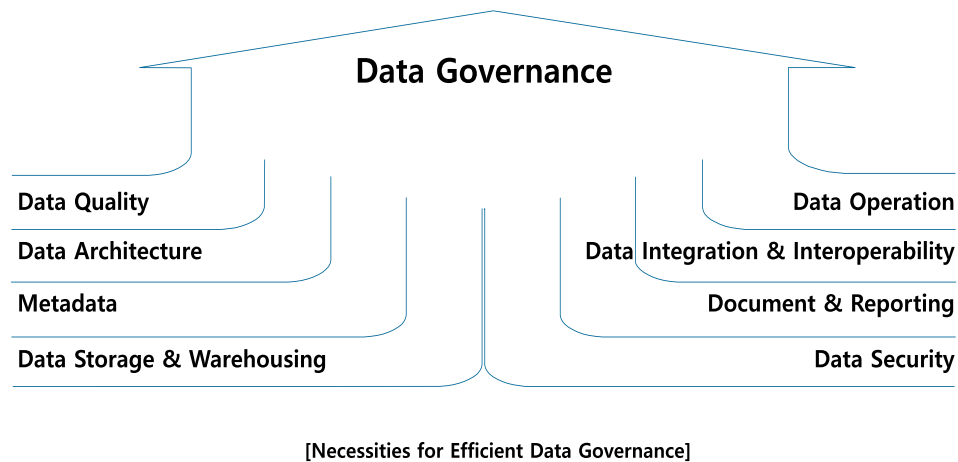 Data Governance
Data Quality
Data Operation
Data Architecture
Data Integration & Interoperability
Metadata
Document & Reporting
Data Storage & Warehousing
Data Security
[Necessities for Efficient Data Governance]